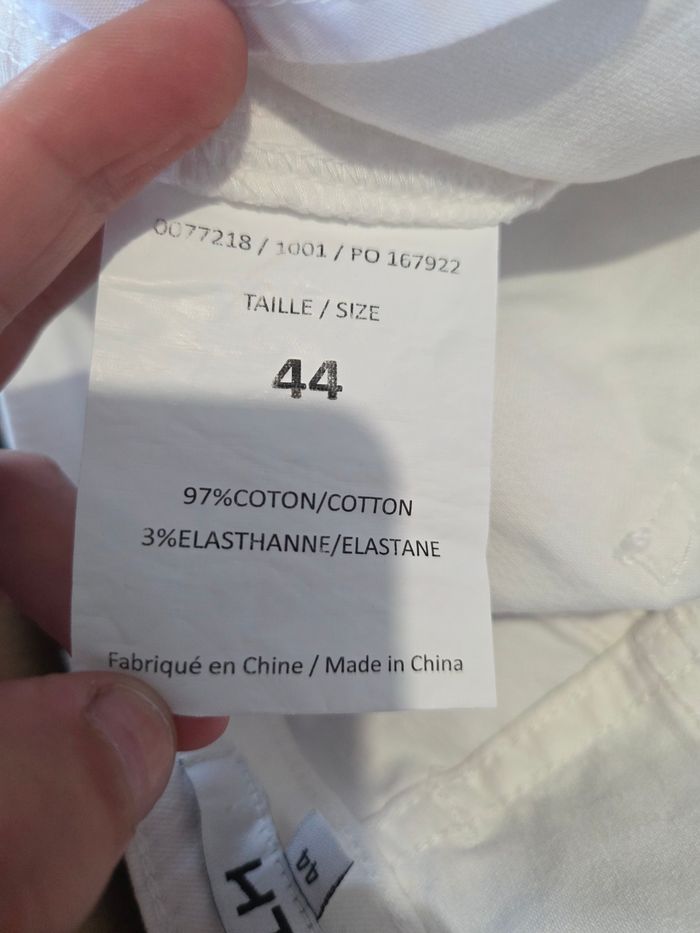 0077218 / 1001 / PO 167922
TAILLE / SIZE
44
97%COTON/COTTON
3%ELASTHANNE/ELASTANE
Fabriqué en Chine / Made in China
44